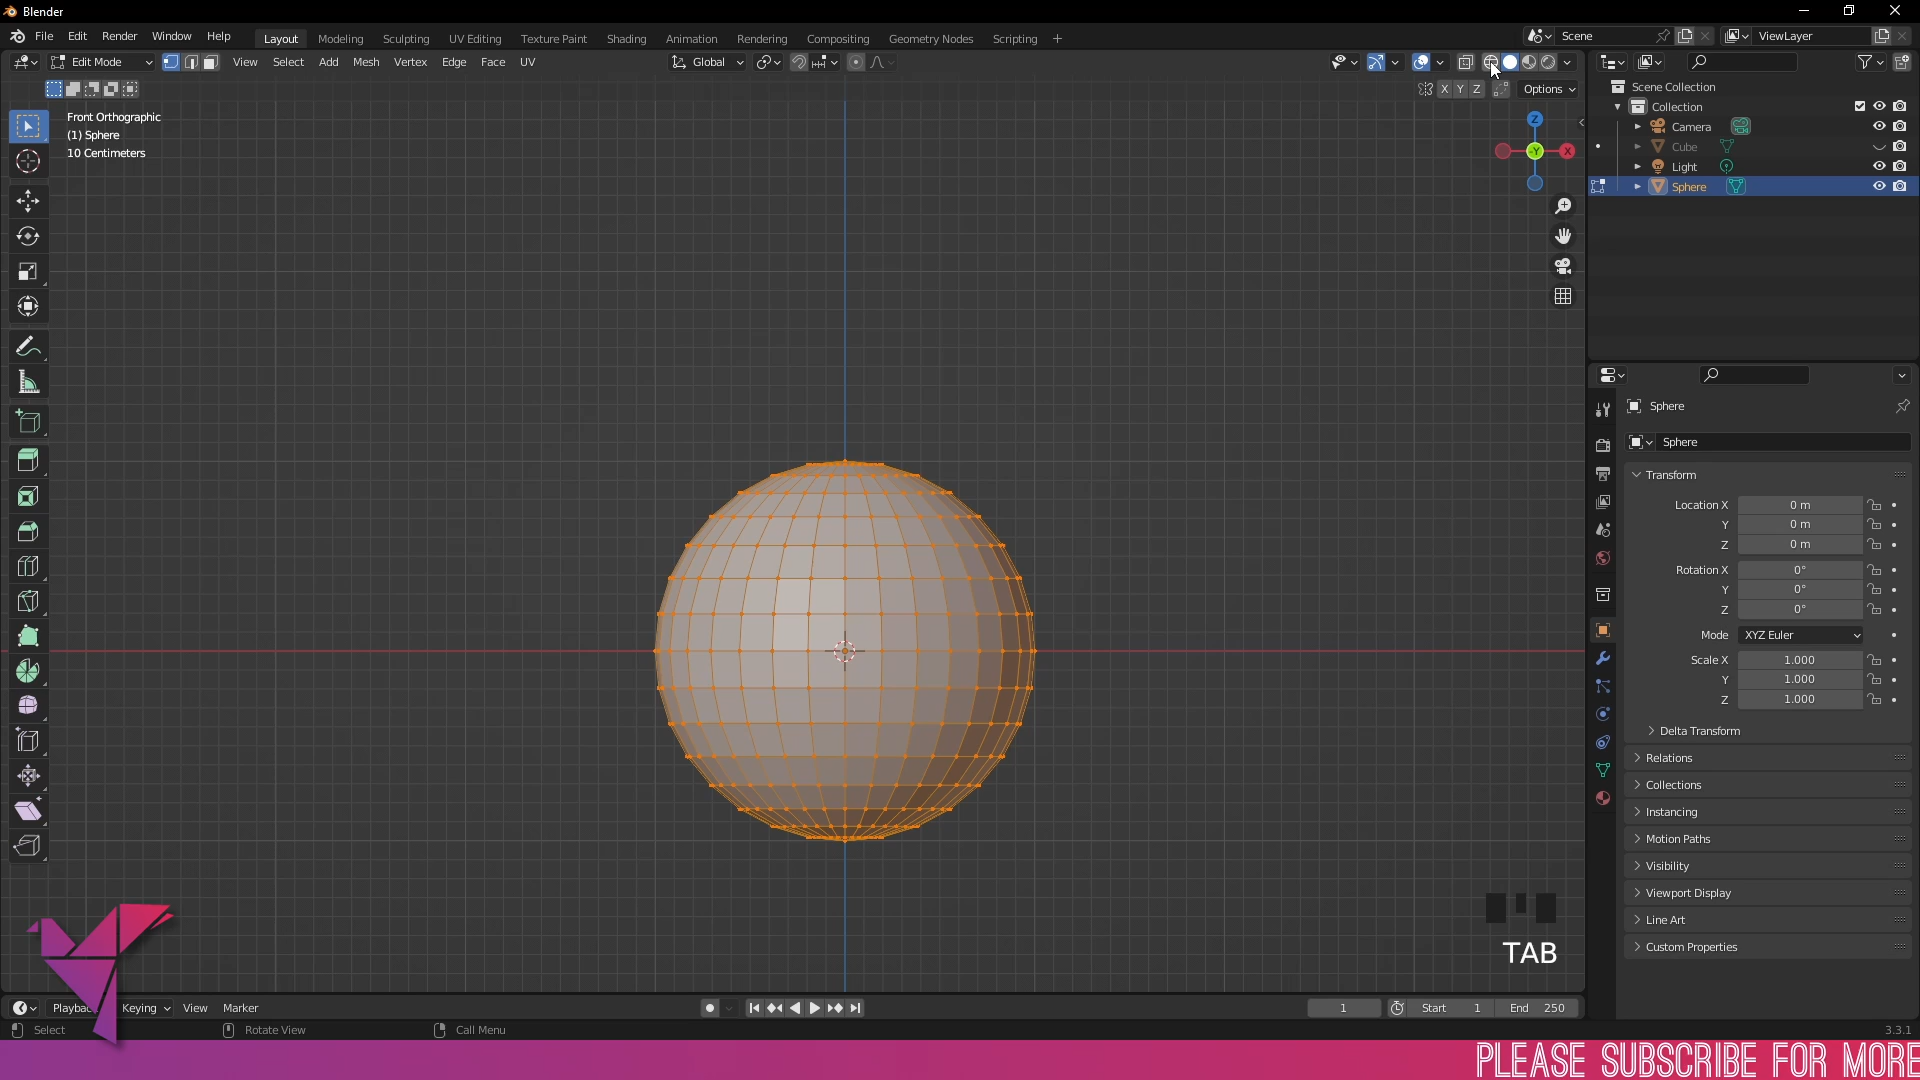 Blender
File Edit Render Window Help
Layout Modeling Sculpting UV Editing Texture Paint Shading Animation Rendering Compositing Geometry Nodes Scripting +
Scene
ViewLayer
Edit Mode
View Select Add Mesh Vertex Edge Face UV
Global
X Y Z
Options
Front Orthographic
(1) Sphere
10 Centimeters
Z
-Y
X
Scene Collection
Collection
Camera
Cube
Light
Sphere
Sphere
Sphere
Transform
Location X 0 m
Y 0 m
Z 0 m
Rotation X 0°
Y 0°
Z 0°
Mode XYZ Euler
Scale X 1.000
Y 1.000
Z 1.000
Delta Transform
Relations
Collections
Instancing
Motion Paths
Visibility
Viewport Display
Line Art
Custom Properties
TAB
Playba
Keying View Marker
1
Start 1
End 250
Select
Rotate View
Call Menu
3.3.1
PLEASE SUBSCRIBE FOR MORE